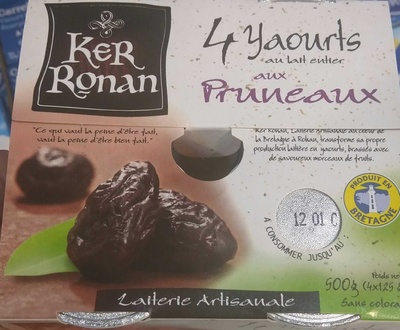 Ker
Ronan
4 Yaourts
au lait entier
aux
Pruneaux
"Ce qui vaut la peine d'être fait,
vaut la peine d'être bien fait."
Ker Ronan, Laiterie Artisanale au coeur de
la Bretagne à Rohan, transforme sa propre
production laitière en yaourts, brassés avec
de savoureux morceaux de fruits.
PRODUIT EN
BRETAGNE
12 01
A CONSOMMER JUSQU'AU :
Poids ne
500g (4x125
Sans colora
Laiterie Artisanale